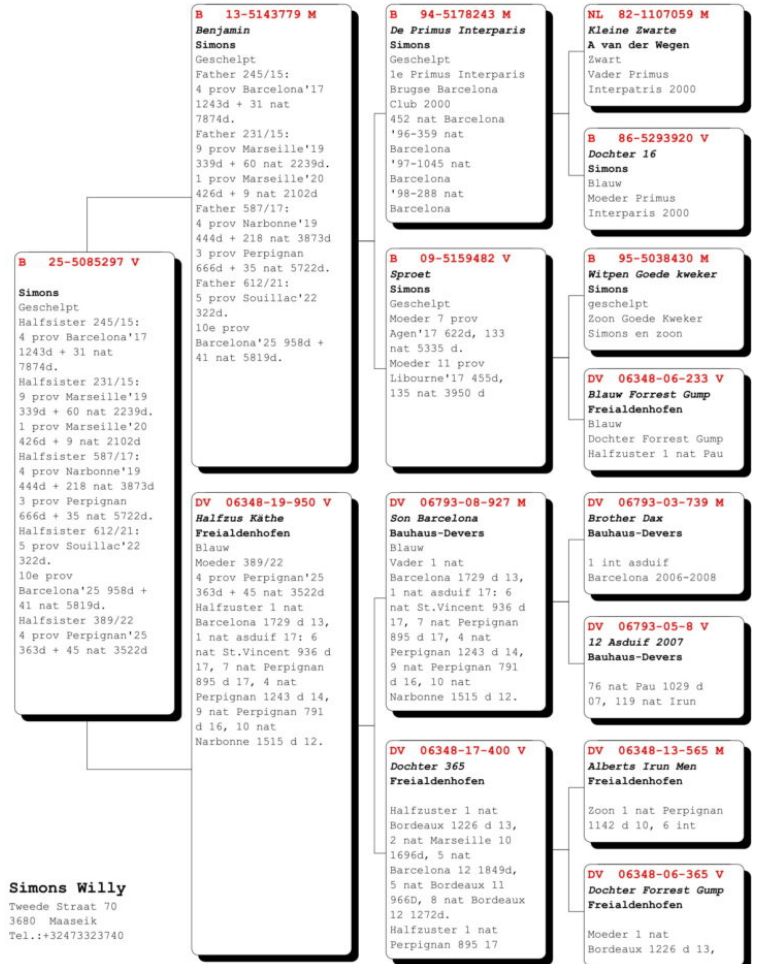 B 25-5085297 V
Simons
Geschelpt
Halfsister 245/15:
4 prov Barcelona'17
1243d + 31 nat
7874d.
Halfsister 231/15:
9 prov Marseille'19
339d + 60 nat 2239d.
1 prov Marseille'20
426d + 9 nat 2102d
Halfsister 587/17:
4 prov Narbonne'19
444d + 218 nat 3873d
3 prov Perpignan
666d + 35 nat 5722d.
Halfsister 612/21:
5 prov Souillac'22
322d.
10e prov
Barcelona'25 958d +
41 nat 5819d.
Halfsister 389/22
4 prov Perpignan'25
363d + 45 nat 3522d
B 13-5143779 M
Benjamin
Simons
Geschelpt
Father 245/15:
4 prov Barcelona'17
1243d + 31 nat
7874d.
Father 231/15:
9 prov Marseille'19
339d + 60 nat 2239d.
1 prov Marseille'20
426d + 9 nat 2102d
Father 587/17:
4 prov Narbonne'19
444d + 218 nat 3873d
3 prov Perpignan
666d + 35 nat 5722d.
Father 612/21:
5 prov Souillac'22
322d.
10e prov
Barcelona'25 958d +
41 nat 5819d.
DV 06348-19-950 V
Halfzus Käthe
Freialdenhofen
Blauw
Moeder 389/22
4 prov Perpignan'25
363d + 45 nat 3522d
Halfzuster 1 nat
Barcelona 1729 d 13,
1 nat asduif 17: 6
nat St.Vincent 936 d
17, 7 nat Perpignan
895 d 17, 4 nat
Perpignan 1243 d 14,
9 nat Perpignan 791
d 16, 10 nat
Narbonne 1515 d 12.
B 94-5178243 M
De Primus Interparis
Simons
Geschelpt
1e Primus Interparis
Brugse Barcelona
Club 2000
452 nat Barcelona
'96-359 nat
Barcelona
'97-1045 nat
Barcelona
'98-288 nat
Barcelona
B 09-5159482 V
Sproet
Simons
Geschelpt
Moeder 7 prov
Agen'17 622d, 133
nat 5335 d.
Moeder 11 prov
Libourne'17 455d,
135 nat 3950 d
DV 06793-08-927 M
Son Barcelona
Bauhaus-Devers
Blauw
Vader 1 nat
Barcelona 1729 d 13,
1 nat asduif 17: 6
nat St.Vincent 936 d
17, 7 nat Perpignan
895 d 17, 4 nat
Perpignan 1243 d 14,
9 nat Perpignan 791
d 16, 10 nat
Narbonne 1515 d 12.
DV 06348-17-400 V
Dochter 365
Freialdenhofen
Halfzuster 1 nat
Bordeaux 1226 d 13,
2 nat Marseille 10
1696d, 5 nat
Barcelona 12 1849d,
5 nat Bordeaux 11
966D, 8 nat Bordeaux
12 1272d.
Halfzuster 1 nat
Perpignan 895 17
NL 82-1107059 M
Kleine Zwarte
A van der Wegen
Zwart
Vader Primus
Interpatris 2000
B 86-5293920 V
Dochter 16
Simons
Blauw
Moeder Primus
Interparis 2000
B 95-5038430 M
Witpen Goede kweker
Simons
geschelpt
Zoon Goede Kweker
Simons en zoon
DV 06348-06-233 V
Blauw Forrest Gump
Freialdenhofen
Blauw
Dochter Forrest Gump
Halfzuster 1 nat Pau
DV 06793-03-739 M
Brother Dax
Bauhaus-Devers
1 int asduif
Barcelona 2006-2008
DV 06793-05-8 V
12 Asduif 2007
Bauhaus-Devers
76 nat Pau 1029 d
07, 119 nat Irun
DV 06348-13-565 M
Alberts Irun Men
Freialdenhofen
Zoon 1 nat Perpignan
1142 d 10, 6 int
DV 06348-06-365 V
Dochter Forrest Gump
Freialdenhofen
Moeder 1 nat
Bordeaux 1226 d 13,
Simons Willy
Tweede Straat 70
3680 Maaseik
Tel.:+32473323740